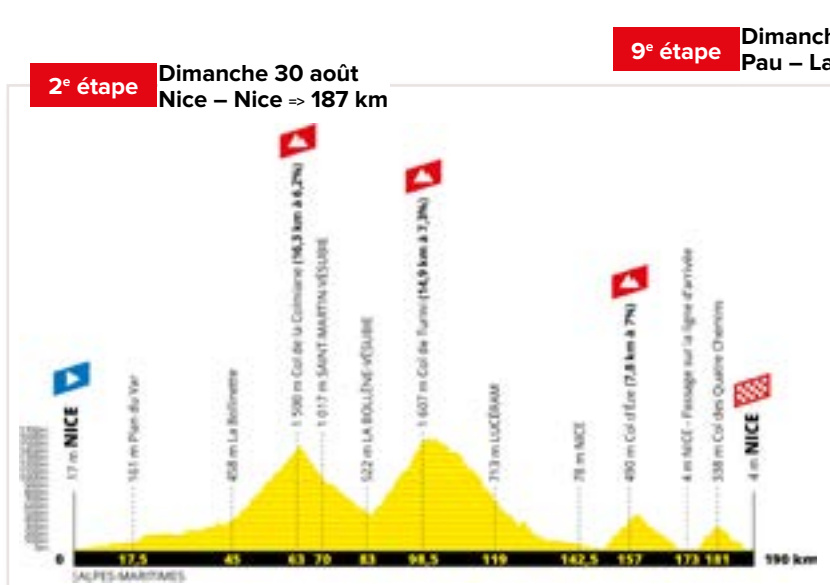 2e étape
Dimanche 30 août
Nice – Nice => 187 km
9e étape
Dimanch
Pau – La
17 m NICE
161 m Plan du Var
458 m La Bollinette
1 500 m Col de la Colmiane (16,3 km à 6,2%)
1 017 m SAINT-MARTIN-VÉSUBIE
522 m LA BOLLÈNE-VÉSUBIE
1 607 m Col de Turini (14,9 km à 7,3%)
713 m LUCÉRAM
78 m NICE
490 m Col d'Èze (7,8 km à 7%)
4 m NICE - Passage sur la ligne d'arrivée
338 m Col des Quatre Chemins
4 m NICE
0 17,5 45 63 70 83 98,5 119 142,5 157 173 181 190 km
ALPES-MARITIMES